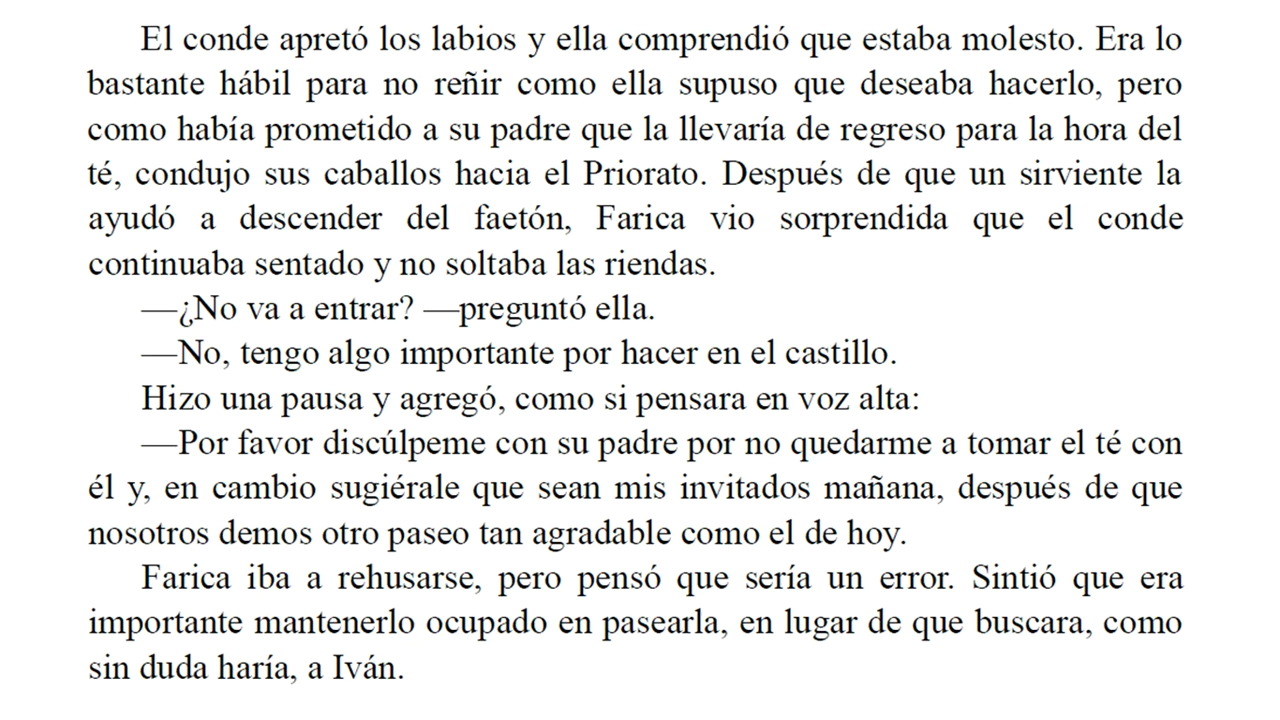 El conde apretó los labios y ella comprendió que estaba molesto. Era lo
bastante hábil para no reñir como ella supuso que deseaba hacerlo, pero
como había prometido a su padre que la llevaría de regreso para la hora del
té, condujo sus caballos hacia el Priorato. Después de que un sirviente la
ayudó a descender del faetón, Farica vio sorprendida que el conde
continuaba sentado y no soltaba las riendas.
—¿No va a entrar? —preguntó ella.
—No, tengo algo importante por hacer en el castillo.
Hizo una pausa y agregó, como si pensara en voz alta:
—Por favor discúlpeme con su padre por no quedarme a tomar el té con
él y, en cambio sugiérale que sean mis invitados mañana, después de que
nosotros demos otro paseo tan agradable como el de hoy.
Farica iba a rehusarse, pero pensó que sería un error. Sintió que era
importante mantenerlo ocupado en pasearla, en lugar de que buscara, como
sin duda haría, a Iván.